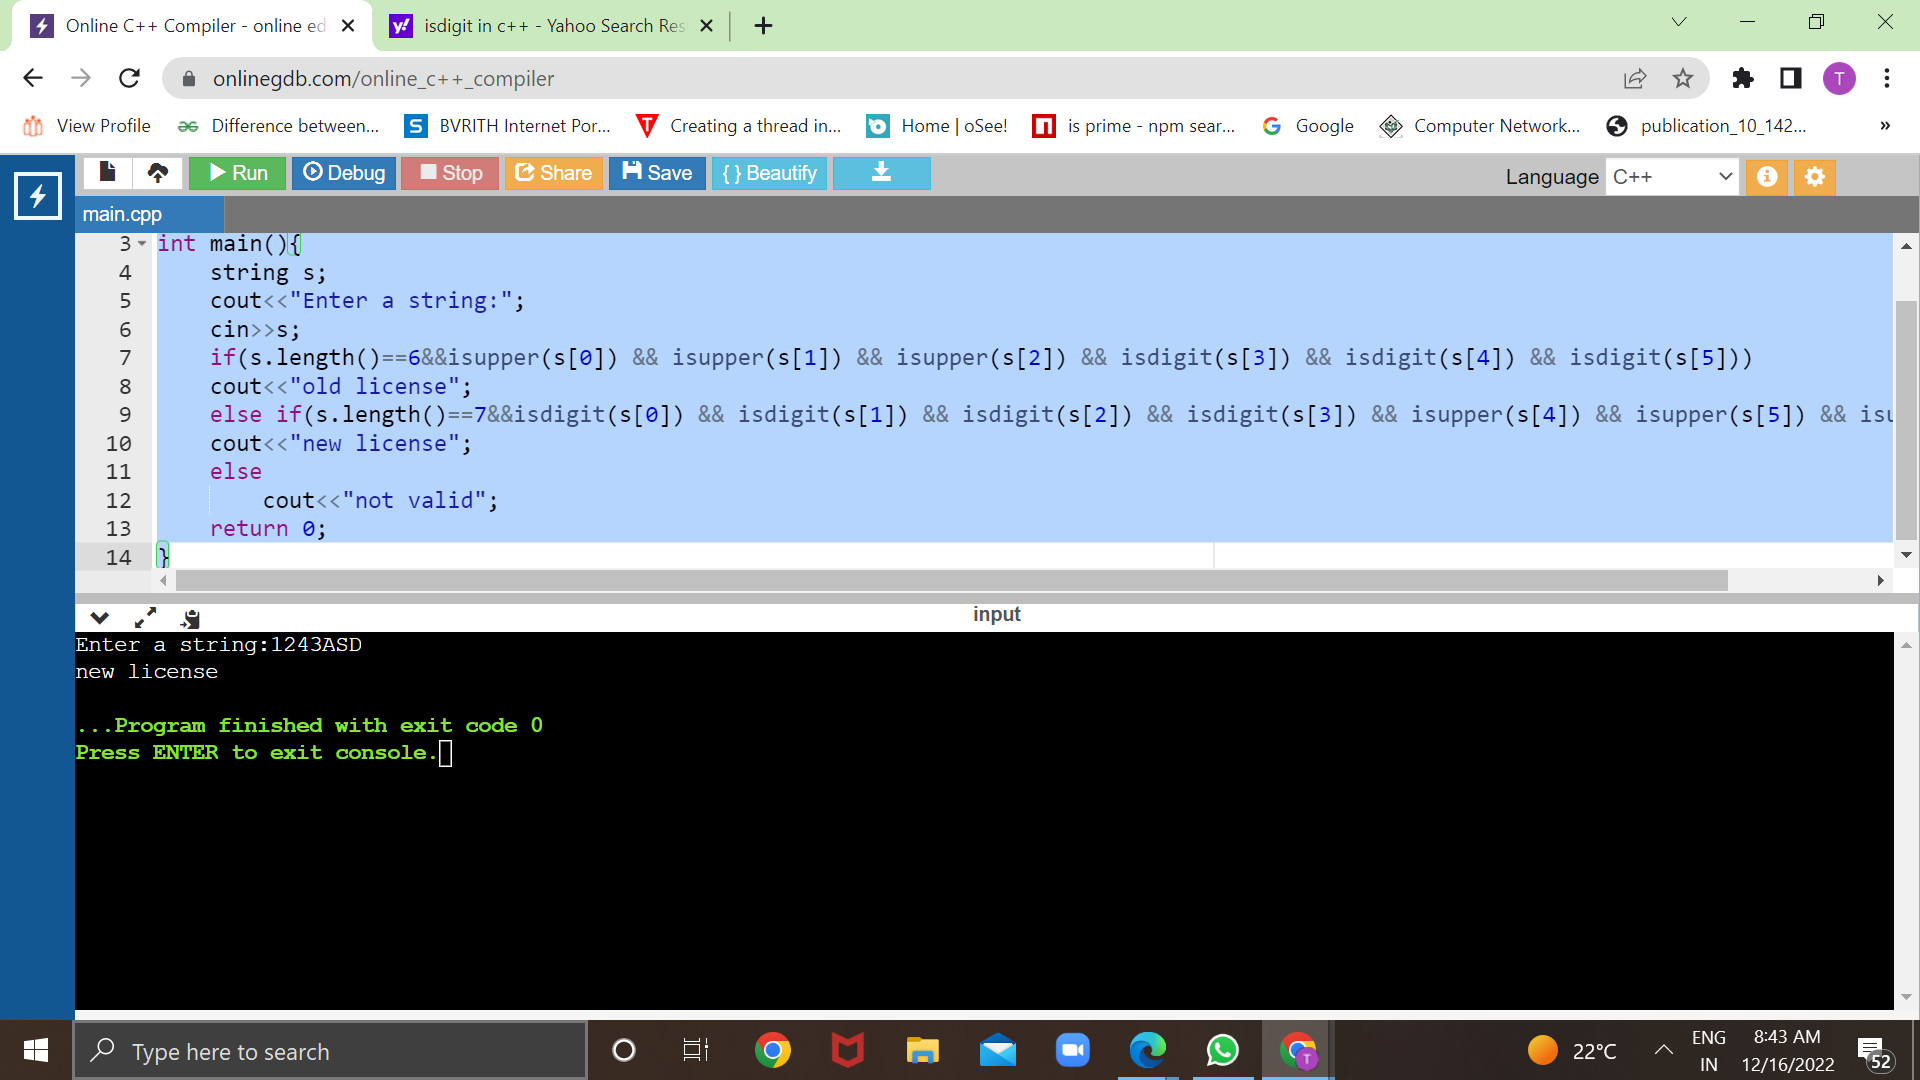 Online C++ Compiler - online ed
isdigit in c++ - Yahoo Search Res
onlinegdb.com/online_c++_compiler
T
View Profile
Difference between...
BVRITH Internet Por...
Creating a thread in...
Home | oSee!
is prime - npm sear...
Google
Computer Network...
publication_10_142...
»
Run
Debug
Stop
Share
Save
{ } Beautify
Language C++
main.cpp
3 int main(){
4 string s;
5 cout<<"Enter a string:";
6 cin>>s;
7 if(s.length()==6&&isupper(s[0]) && isupper(s[1]) && isupper(s[2]) && isdigit(s[3]) && isdigit(s[4]) && isdigit(s[5]))
8 cout<<"old license";
9 else if(s.length()==7&&isdigit(s[0]) && isdigit(s[1]) && isdigit(s[2]) && isdigit(s[3]) && isupper(s[4]) && isupper(s[5]) && isu
10 cout<<"new license";
11 else
12 cout<<"not valid";
13 return 0;
14 }
input
Enter a string:1243ASD
new license
...Program finished with exit code 0
Press ENTER to exit console.
Type here to search
T
22°C
ENG
IN
8:43 AM
12/16/2022
52